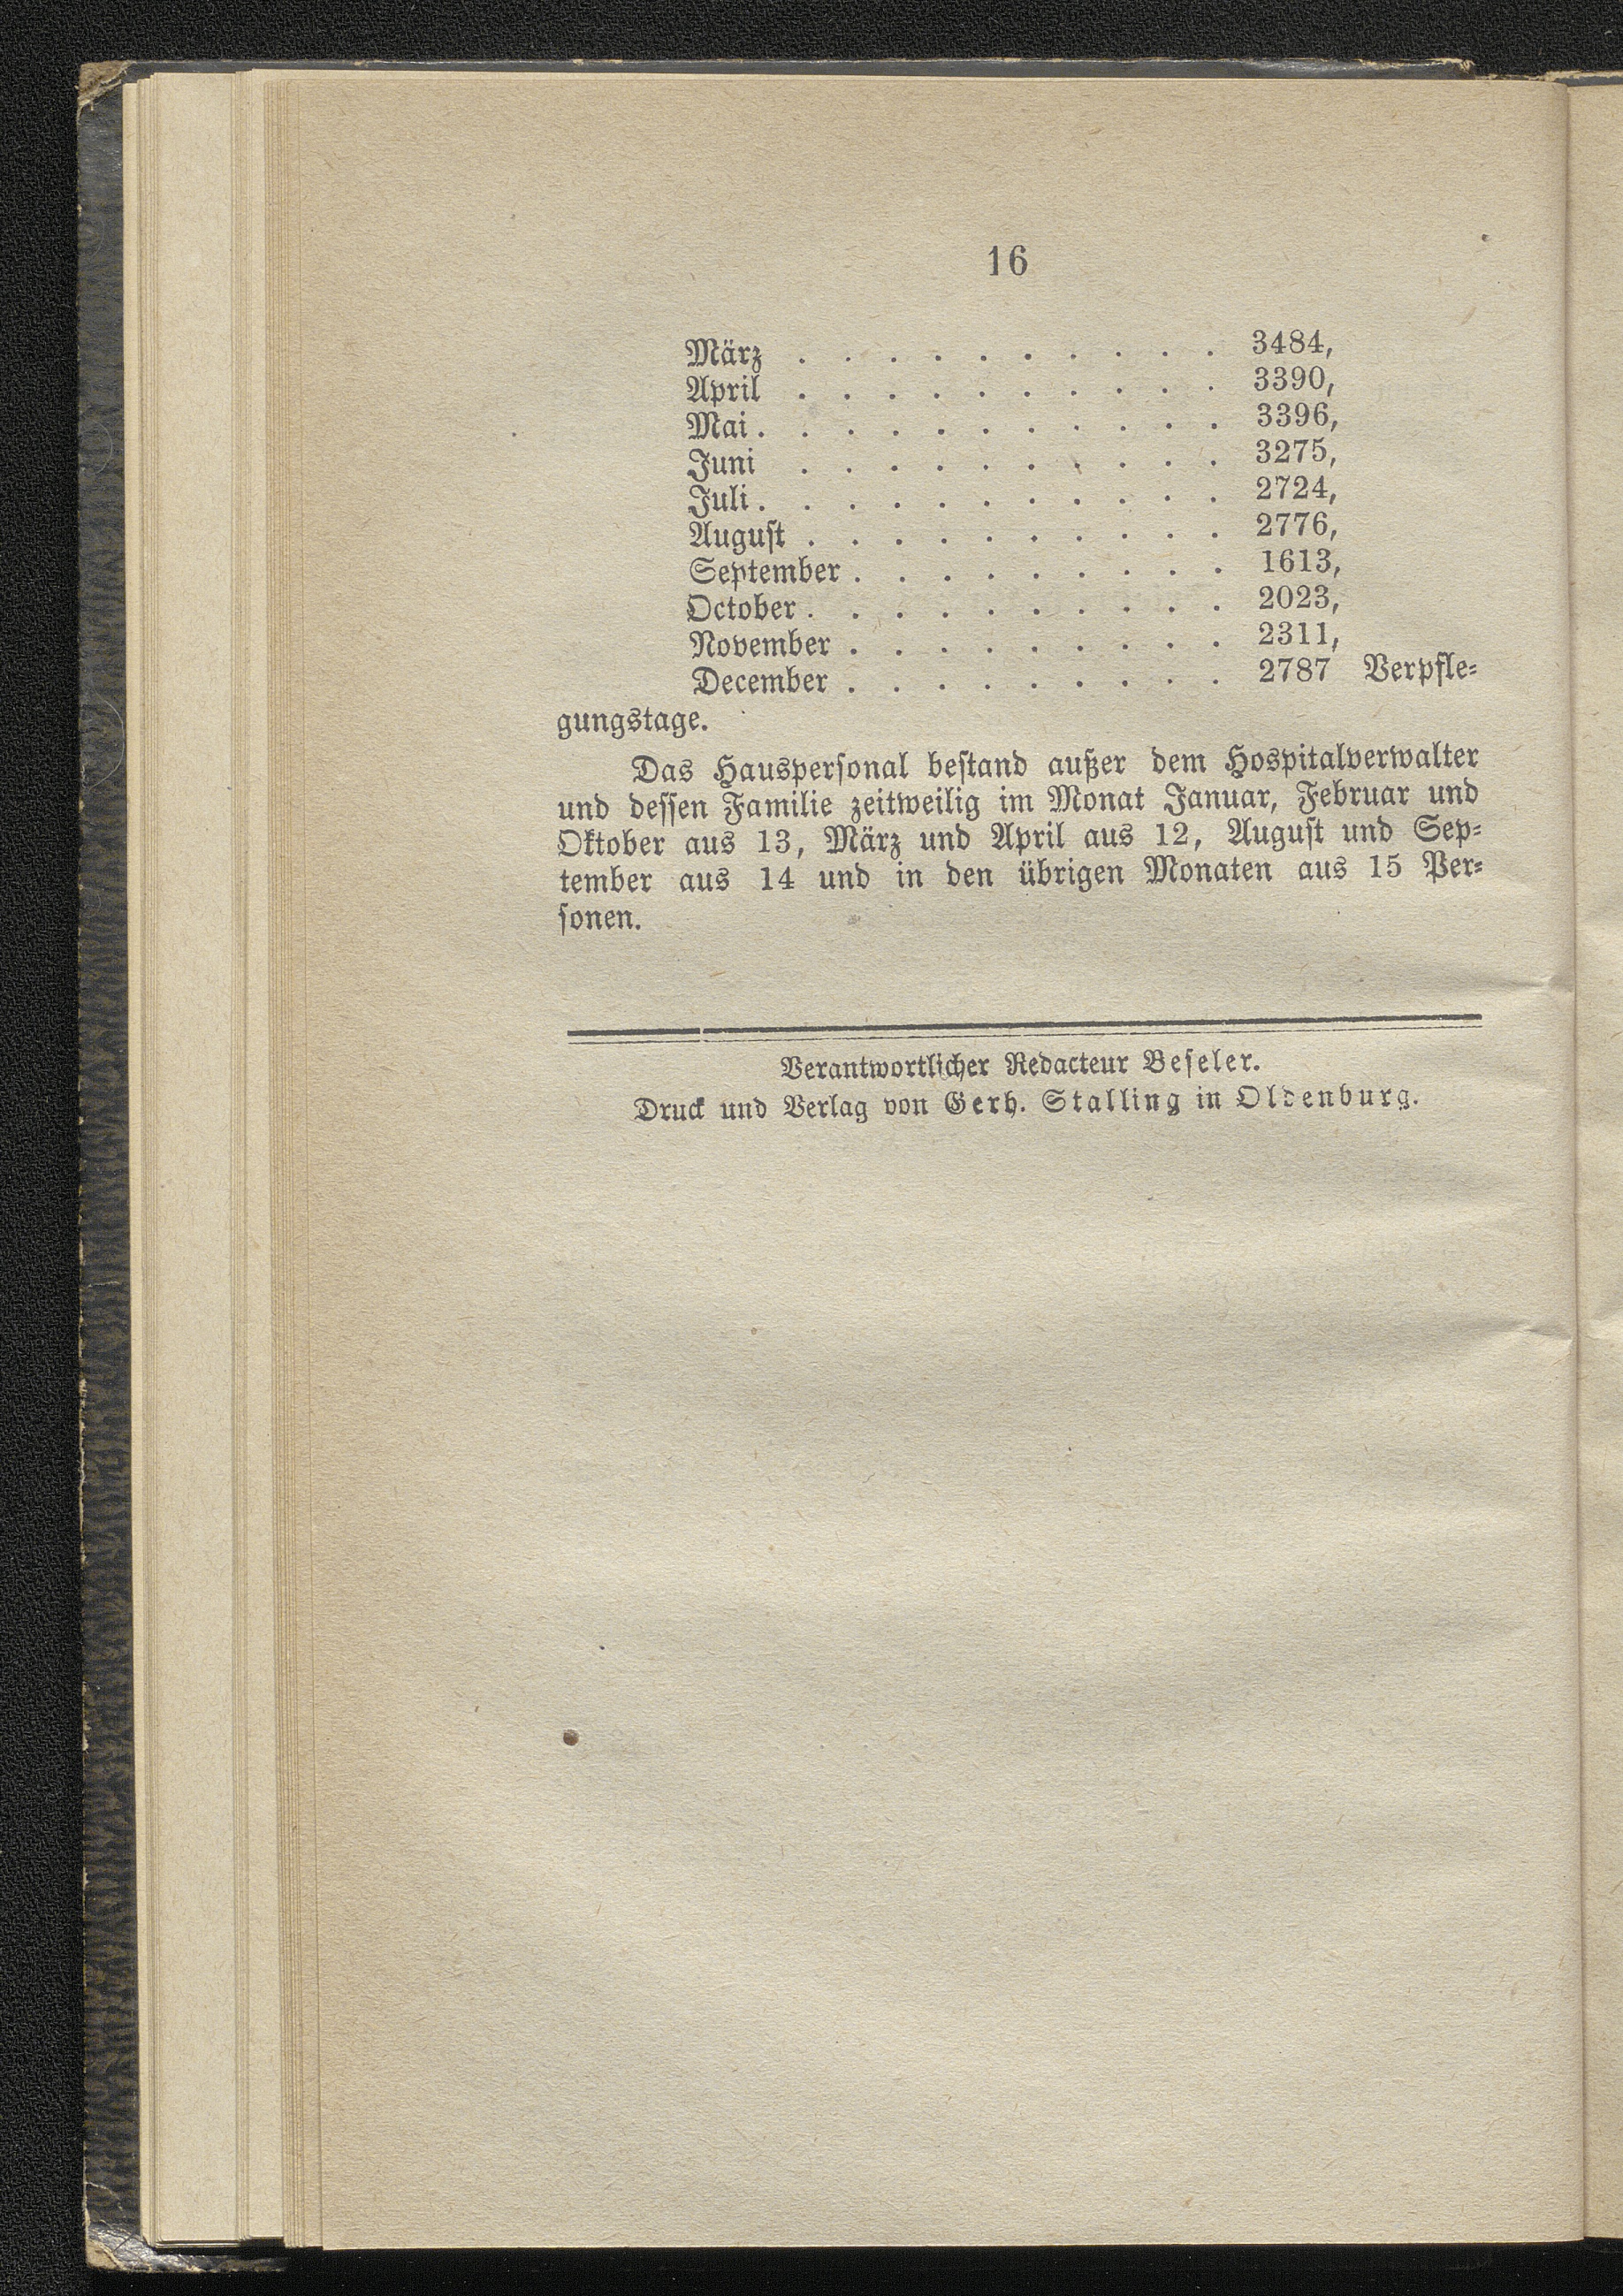 16
März . . . . . . . . . . 3484,
April . . . . . . . . . . 3390,
Mai . . . . . . . . . . . 3396,
Juni . . . . . . . . . . 3275,
Juli . . . . . . . . . . . 2724,
August . . . . . . . . . . 2776,
September . . . . . . . . . 1613,
October . . . . . . . . . . 2023,
November . . . . . . . . . 2311,
December . . . . . . . . . 2787 Verpfle-
gungstage.
Das Hauspersonal bestand außer dem Hospitalverwalter
und dessen Familie zeitweilig im Monat Januar, Februar und
Oktober aus 13, März und April aus 12, August und Sep-
tember aus 14 und in den übrigen Monaten aus 15 Per-
sonen.
Verantwortlicher Redacteur Beseler.
Druck und Verlag von Gerh. Stalling in Oldenburg.